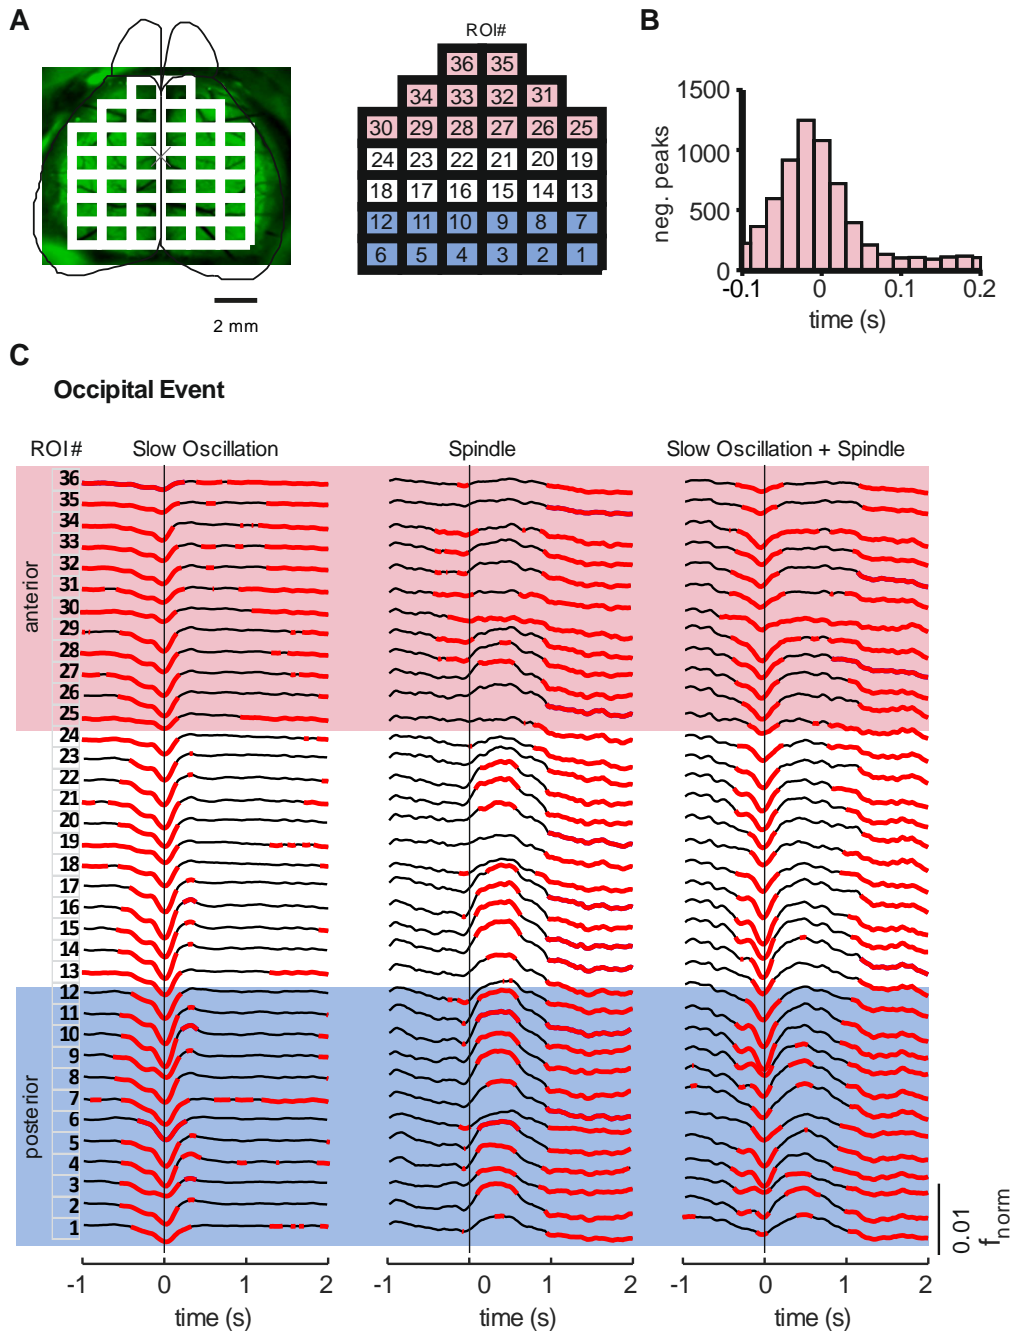 A
B
ROI#
36 35
34 33 32 31
30 29 28 27 26 25
24 23 22 21 20 19
18 17 16 15 14 13
12 11 10 9 8 7
6 5 4 3 2 1
2 mm
1500
1000
500
0
neg. peaks
-0.1 0 0.1 0.2
time (s)
C
Occipital Event
ROI# Slow Oscillation Spindle Slow Oscillation + Spindle
36
35
34
33
32
31
30
29
28
27
26
25
24
23
22
21
20
19
18
17
16
15
14
13
12
11
10
9
8
7
6
5
4
3
2
1
anterior
posterior
0.01
f norm
-1 0 1 2 -1 0 1 2 -1 0 1 2
time (s) time (s) time (s)